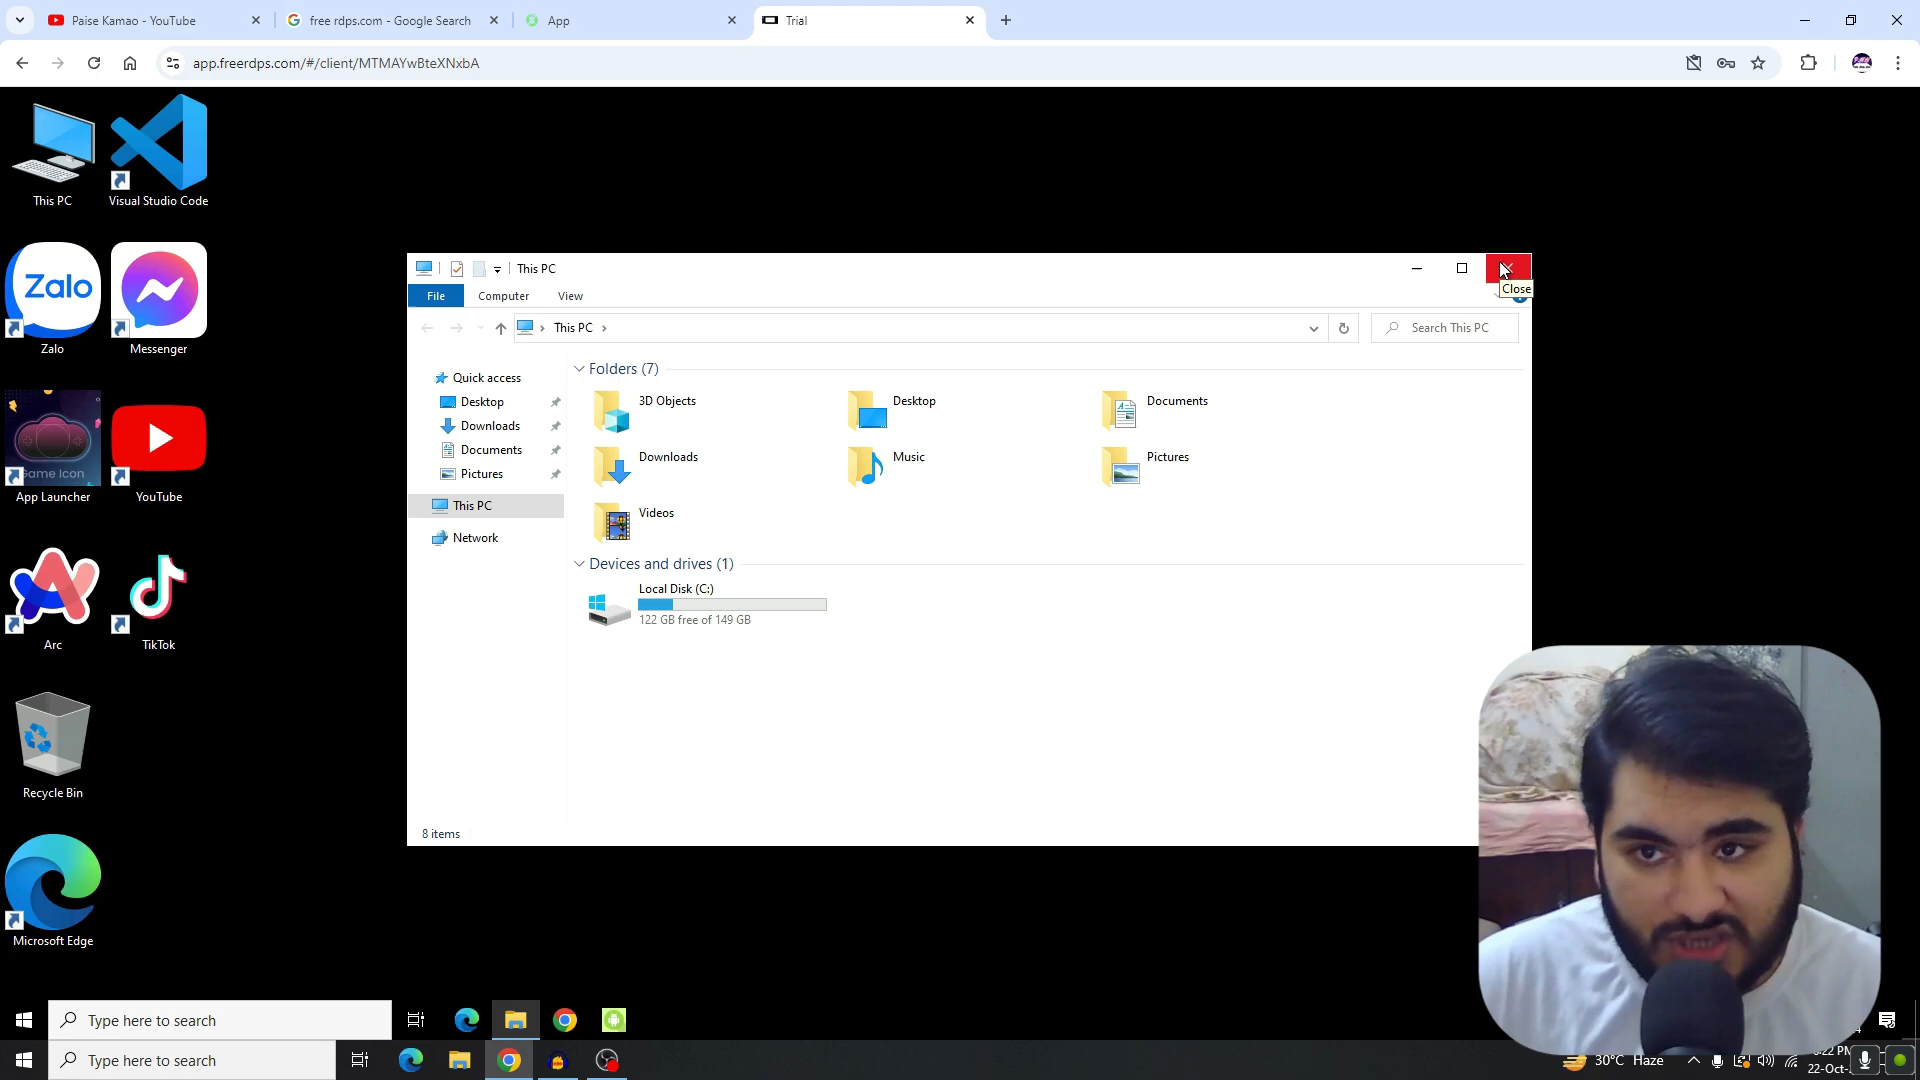 Paise Kamao - YouTube
free rdps.com - Google Search
App
Trial
app.freerdps.com/#/client/MTMAYwBteXNxbA
This PC
Visual Studio Code
Zalo
Zalo
Messenger
Game Icon
App Launcher
YouTube
Arc
TikTok
Recycle Bin
Microsoft Edge
This PC
Close
File
Computer
View
This PC
Search This PC
Quick access
Desktop
Downloads
Documents
Pictures
This PC
Network
Folders (7)
3D Objects
Desktop
Documents
Downloads
Music
Pictures
Videos
Devices and drives (1)
Local Disk (C:)
122 GB free of 149 GB
8 items
Type here to search
Type here to search
30°C Haze
22-Oct-